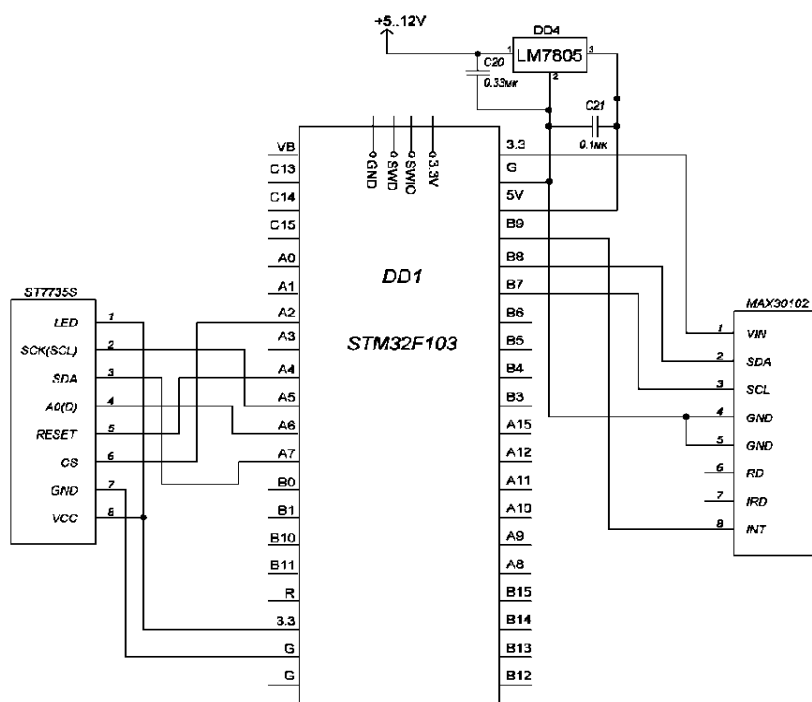 +5..12V
DD4
1 LM7805 3
2
C20
0.33мк
C21
0.1мк
GND
SWD
SWIO
3.3V
VB
C13
C14
C15
A0
A1
A2
A3
A4
A5
A6
A7
B0
B1
B10
B11
R
3.3
G
G
DD1
STM32F103
3.3
G
5V
B9
B8
B7
B6
B5
B4
B3
A15
A12
A11
A10
A9
A8
B15
B14
B13
B12
ST7735S
LED 1
SCK(SCL) 2
SDA 3
A0(D) 4
RESET 5
CS 6
GND 7
VCC 8
MAX30102
1 VIN
2 SDA
3 SCL
4 GND
5 GND
6 RD
7 IRD
8 INT